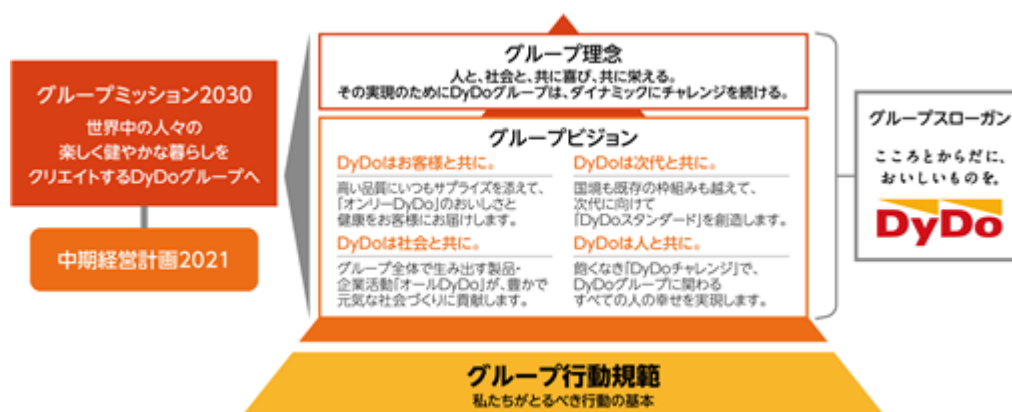 グループミッション2030
世界中の人々の
楽しく健やかな暮らしを
クリエイトするDyDoグループへ
中期経営計画2021
グループ理念
人と、社会と、共に喜び、共に栄える。
その実現のためにDyDoグループは、ダイナミックにチャレンジを続ける。
グループビジョン
DyDoはお客様と共に。
高い品質にいつもサプライズを添えて、
「オンリーDyDo」のおいしさと
健康をお客様にお届けします。
DyDoは次代と共に。
国境も既存の枠組みも越えて、
次代に向けて
「DyDoスタンダード」を創造します。
DyDoは社会と共に。
グループ全体で生み出す製品・
企業活動「オールDyDo」が、豊かで
元気な社会づくりに貢献します。
DyDoは人と共に。
飽くなき「DyDoチャレンジ」で、
DyDoグループに関わる
すべての人の幸せを実現します。
グループ行動規範
私たちがとるべき行動の基本
グループスローガン
こころとからだに、
おいしいものを。
DyDo